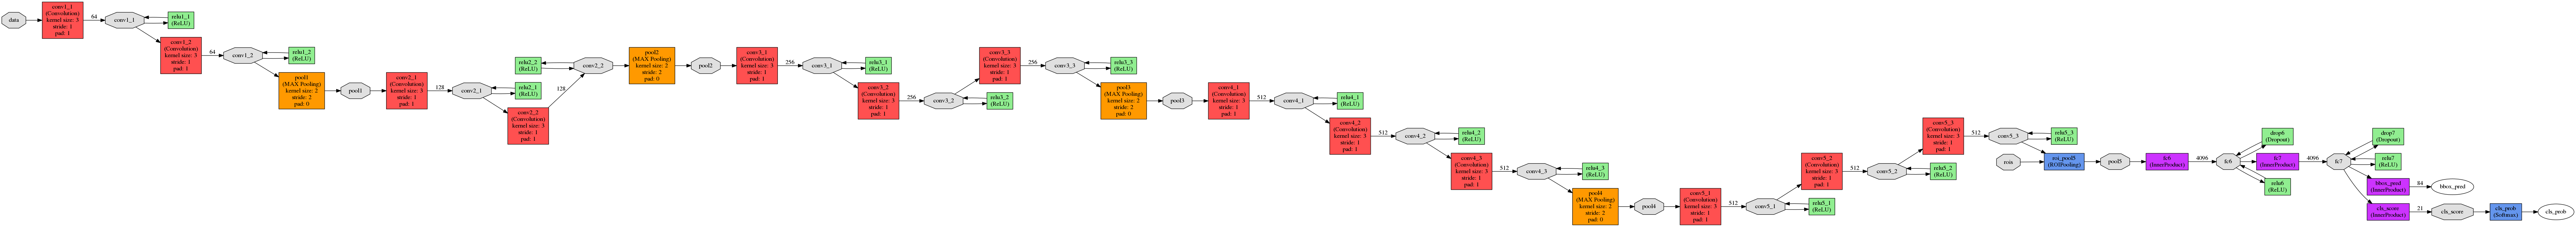 data
conv1_1
(Convolution)
kernel size: 3
stride: 1
pad: 1
64
conv1_1
relu1_1
(ReLU)
conv1_2
(Convolution)
kernel size: 3
stride: 1
pad: 1
64
conv1_2
relu1_2
(ReLU)
pool1
(MAX Pooling)
kernel size: 2
stride: 2
pad: 0
pool1
conv2_1
(Convolution)
kernel size: 3
stride: 1
pad: 1
128
conv2_1
relu2_1
(ReLU)
conv2_2
(Convolution)
kernel size: 3
stride: 1
pad: 1
128
relu2_2
(ReLU)
conv2_2
pool2
(MAX Pooling)
kernel size: 2
stride: 2
pad: 0
pool2
conv3_1
(Convolution)
kernel size: 3
stride: 1
pad: 1
256
conv3_1
relu3_1
(ReLU)
conv3_2
(Convolution)
kernel size: 3
stride: 1
pad: 1
256
conv3_2
relu3_2
(ReLU)
conv3_3
(Convolution)
kernel size: 3
stride: 1
pad: 1
256
conv3_3
relu3_3
(ReLU)
pool3
(MAX Pooling)
kernel size: 2
stride: 2
pad: 0
pool3
conv4_1
(Convolution)
kernel size: 3
stride: 1
pad: 1
512
conv4_1
relu4_1
(ReLU)
conv4_2
(Convolution)
kernel size: 3
stride: 1
pad: 1
512
conv4_2
relu4_2
(ReLU)
conv4_3
(Convolution)
kernel size: 3
stride: 1
pad: 1
512
conv4_3
relu4_3
(ReLU)
pool4
(MAX Pooling)
kernel size: 2
stride: 2
pad: 0
pool4
conv5_1
(Convolution)
kernel size: 3
stride: 1
pad: 1
512
conv5_1
relu5_1
(ReLU)
conv5_2
(Convolution)
kernel size: 3
stride: 1
pad: 1
512
conv5_2
relu5_2
(ReLU)
conv5_3
(Convolution)
kernel size: 3
stride: 1
pad: 1
512
conv5_3
relu5_3
(ReLU)
rois
roi_pool5
(ROIPooling)
pool5
fc6
(InnerProduct)
4096
fc6
drop6
(Dropout)
relu6
(ReLU)
fc7
(InnerProduct)
4096
fc7
drop7
(Dropout)
relu7
(ReLU)
bbox_pred
(InnerProduct)
84
bbox_pred
cls_score
(InnerProduct)
21
cls_score
cls_prob
(Softmax)
cls_prob